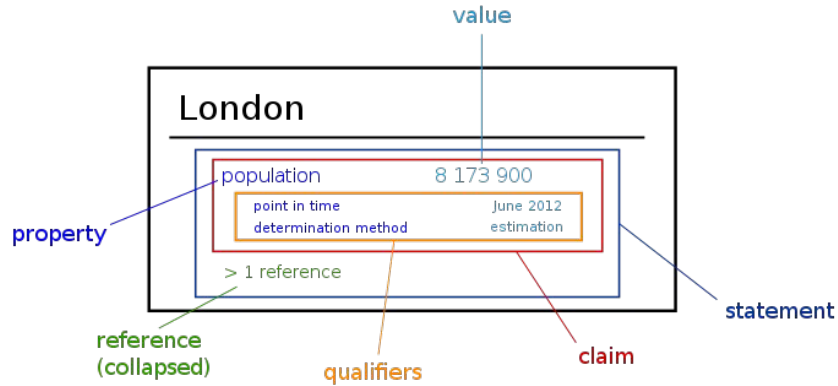 value
London
population 8 173 900
point in time June 2012
determination method estimation
property
> 1 reference
statement
reference
(collapsed)
claim
qualifiers